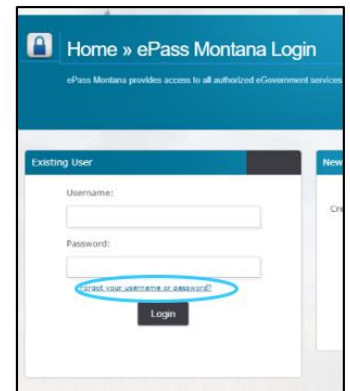 Home » ePass Montana Login
ePass Montana provides access to all authorized eGovernment services
Existing User
New
Username:
Cre
Password:
Forgot your username or password?
Login